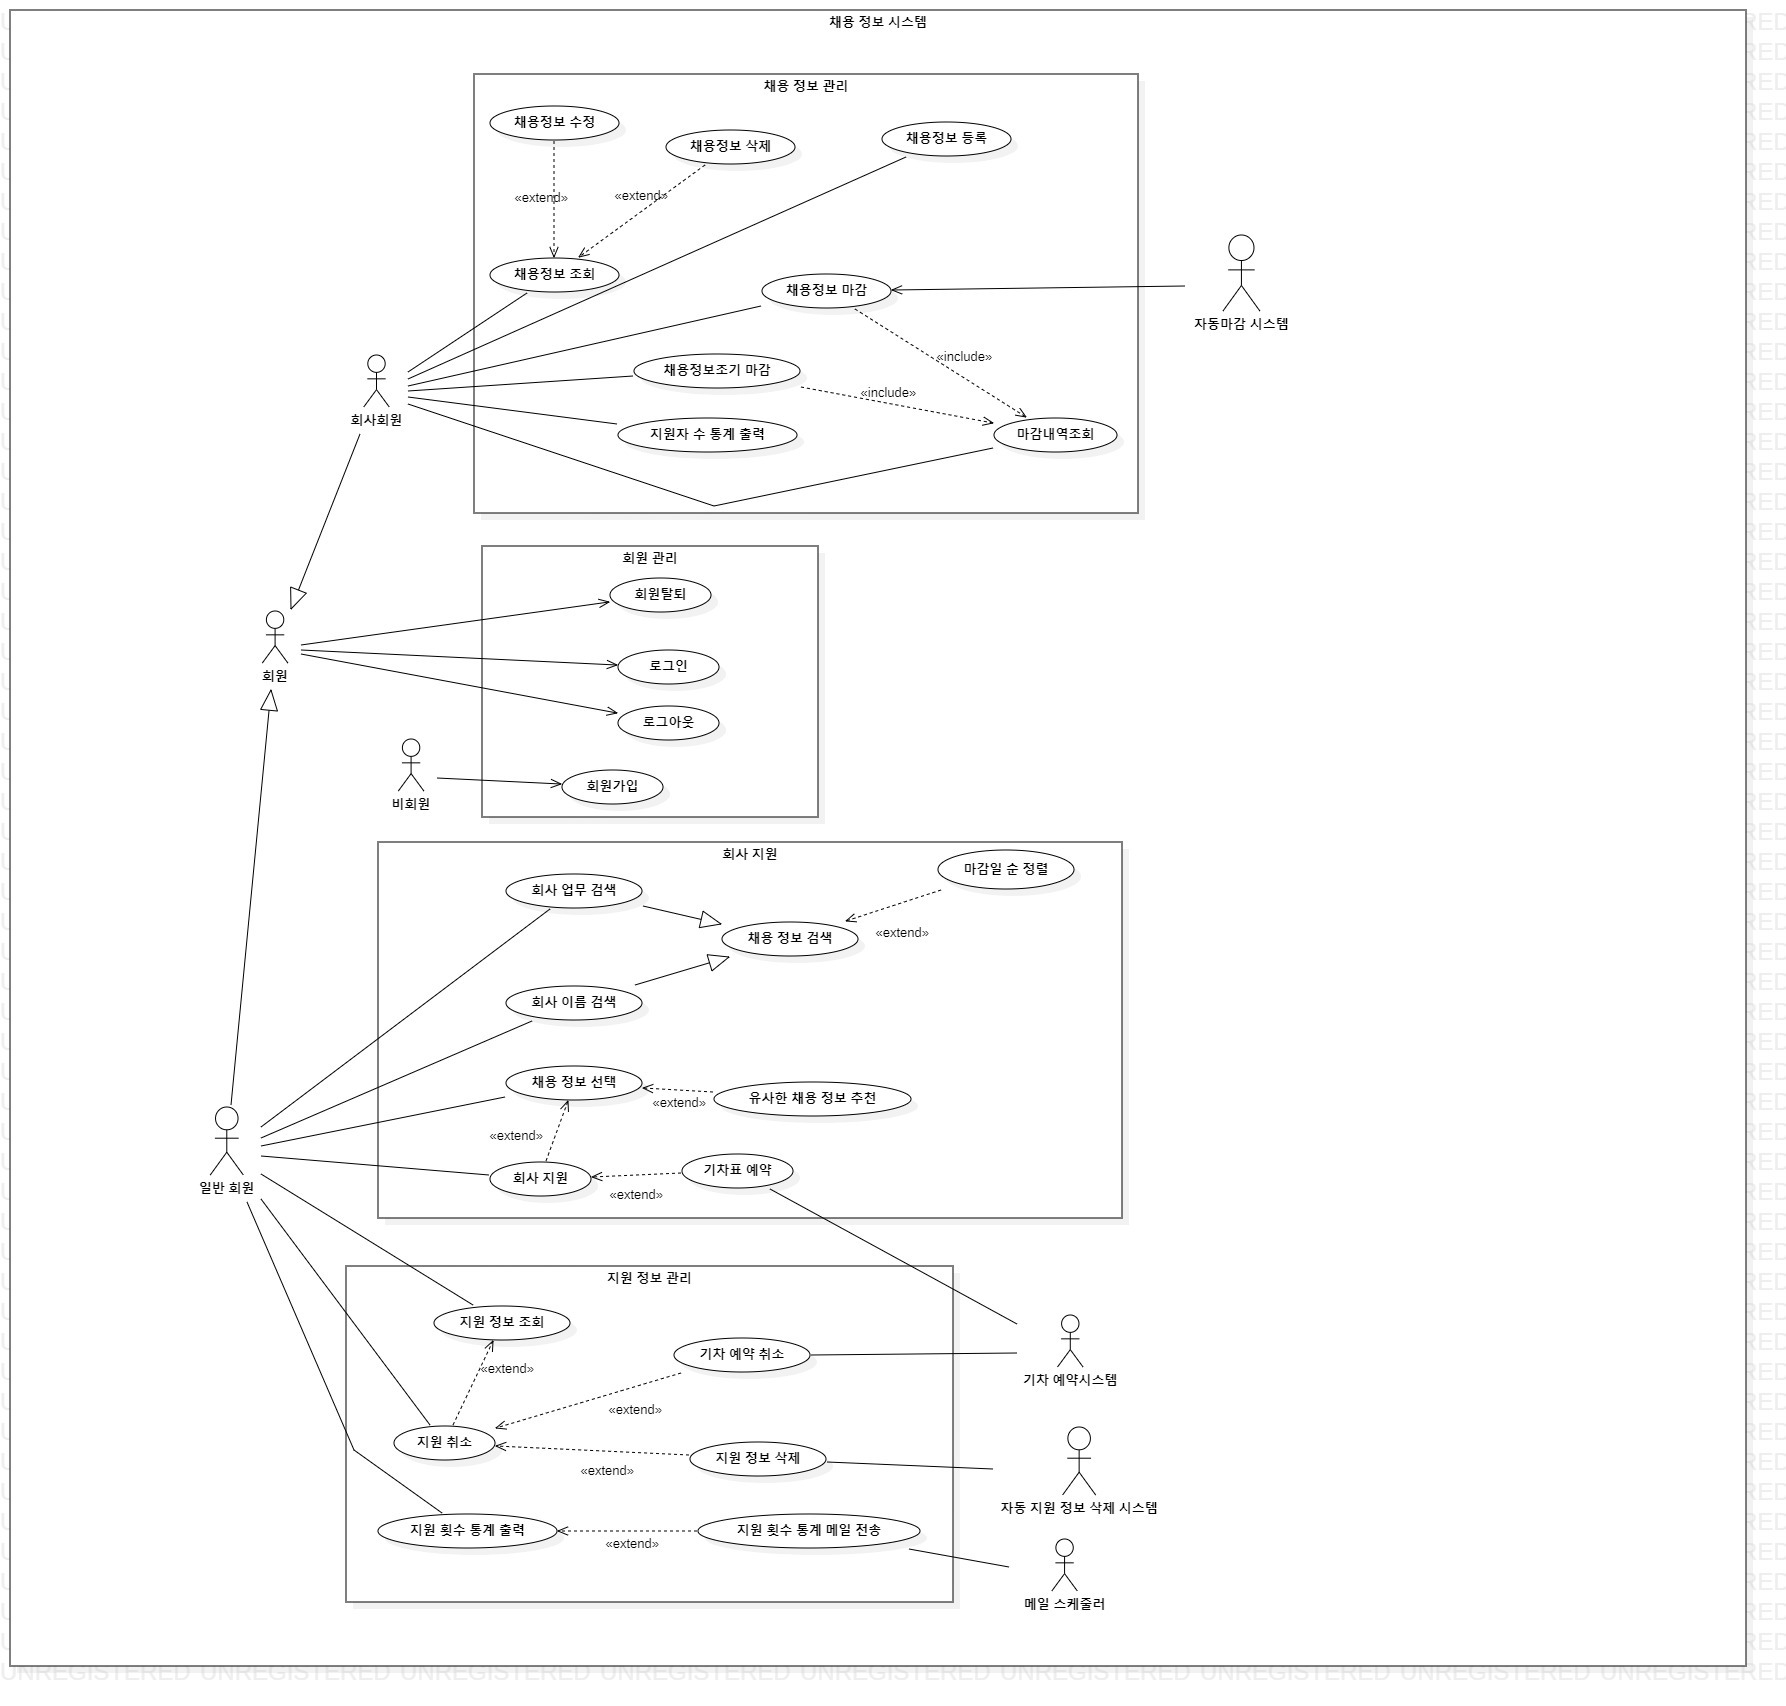 채용 정보 시스템
채용 정보 관리
채용정보 수정
채용정보 삭제
채용정보 등록
«extend»
«extend»
채용정보 조회
채용정보 마감
자동마감 시스템
«include»
채용정보조기 마감
«include»
회사회원
지원자 수 통계 출력
마감내역조회
회원 관리
회원탈퇴
로그인
회원
로그아웃
회원가입
비회원
회사 지원
마감일 순 정렬
회사 업무 검색
채용 정보 검색
«extend»
회사 이름 검색
채용 정보 선택
유사한 채용 정보 추천
«extend»
«extend»
기차표 예약
회사 지원
일반 회원
«extend»
지원 정보 관리
지원 정보 조회
기차 예약 취소
«extend»
기차 예약시스템
«extend»
지원 취소
지원 정보 삭제
«extend»
자동 지원 정보 삭제 시스템
지원 횟수 통계 출력
지원 횟수 통계 메일 전송
«extend»
메일 스케줄러
UNREGISTERED UNREGISTERED UNREGISTERED UNREGISTERED UNREGISTERED UNREGISTERED UNREGISTERED UNREGISTERED UNREGISTERED